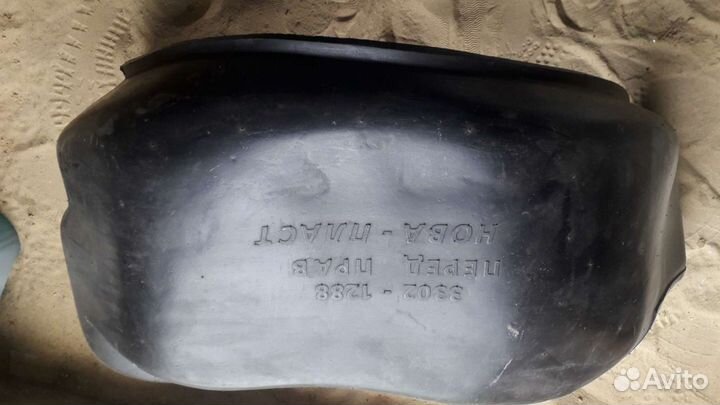 3302 - 1288
ПЕРЕД ПРАВ
НОВА - ПЛАСТ
Avito